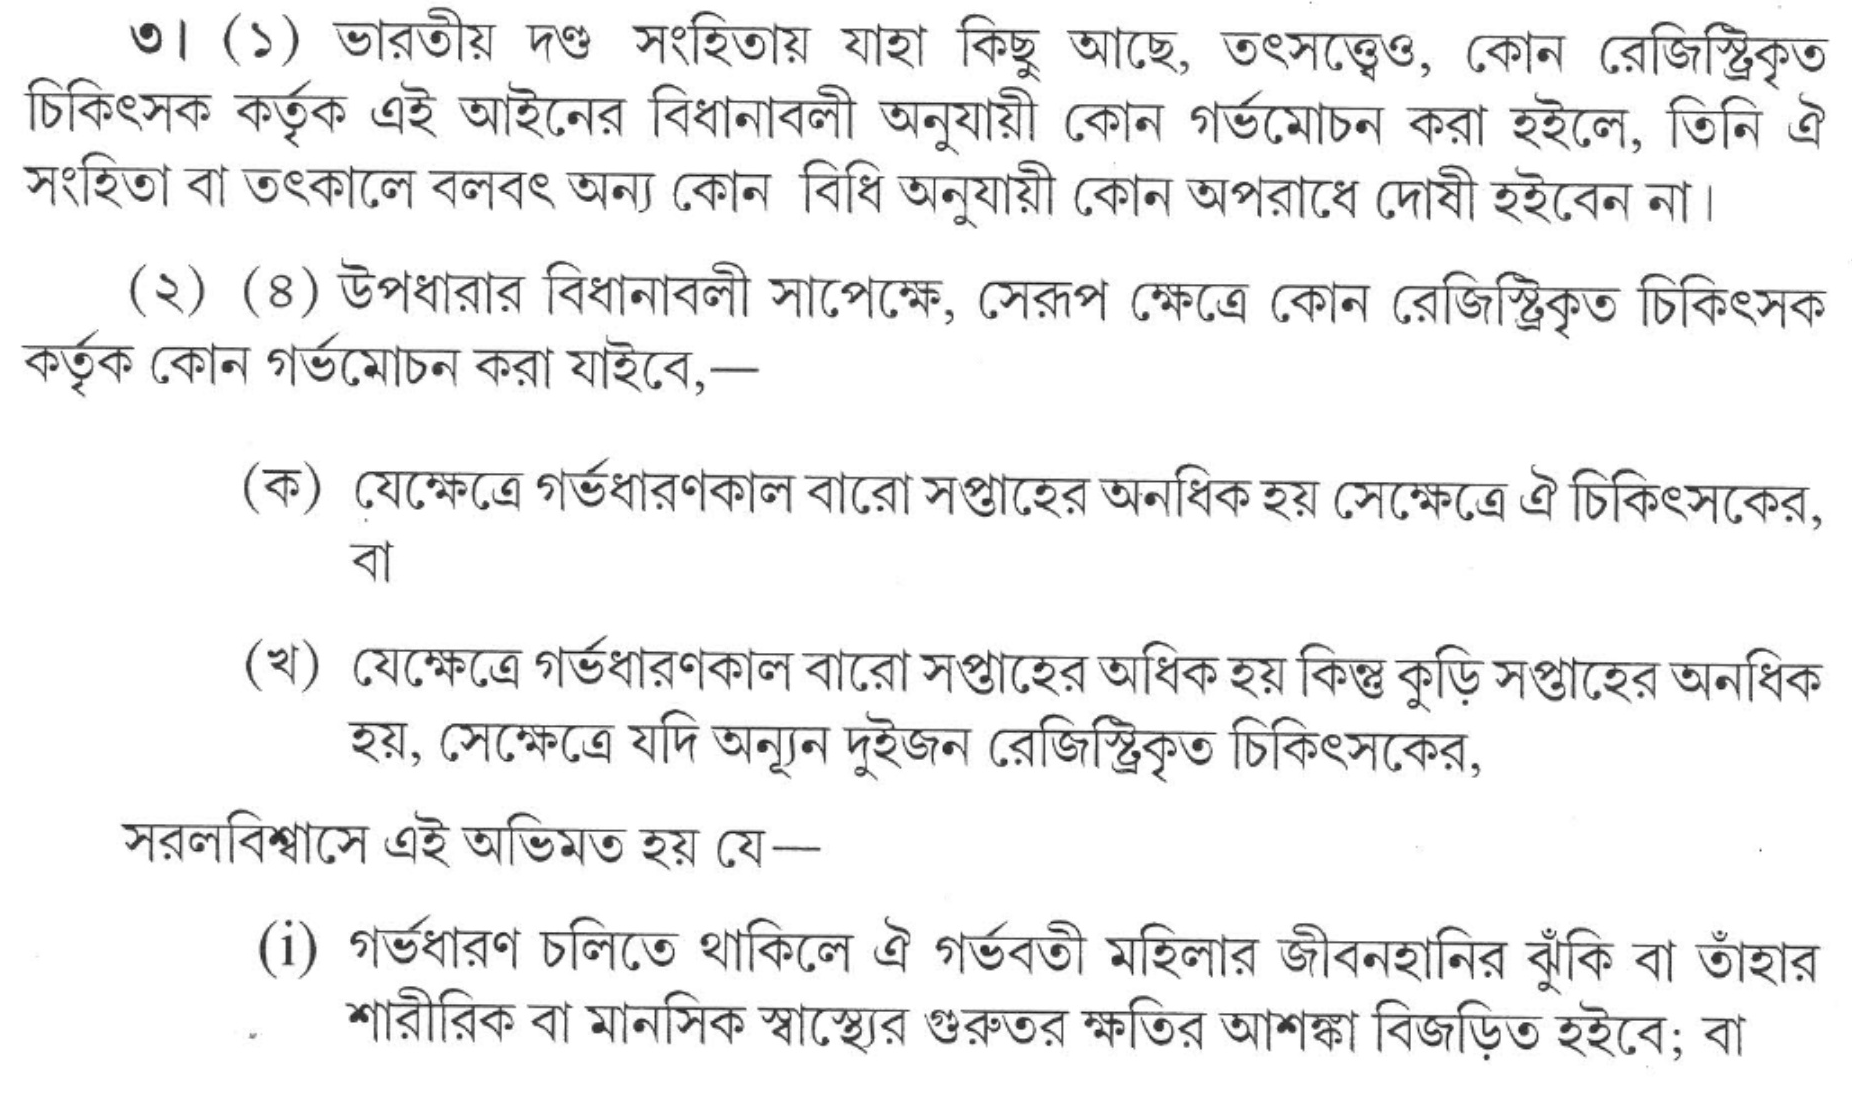 ৩। (১) ভারতীয় দণ্ড সংহিতায় যাহা কিছু আছে, তৎসত্ত্বেও, কোন রেজিস্ট্রিকৃত
চিকিৎসক কর্তৃক এই আইনের বিধানাবলী অনুযায়ী কোন গর্ভমোচন করা হইলে, তিনি ঐ
সংহিতা বা তৎকালে বলবৎ অন্য কোন বিধি অনুযায়ী কোন অপরাধে দোষী হইবেন না।
(২) (৪) উপধারার বিধানাবলী সাপেক্ষে, সেরূপ ক্ষেত্রে কোন রেজিস্ট্রিকৃত চিকিৎসক
কর্তৃক কোন গর্ভমোচন করা যাইবে,—
(ক) যেক্ষেত্রে গর্ভধারণকাল বারো সপ্তাহের অনধিক হয় সেক্ষেত্রে ঐ চিকিৎসকের,
বা
(খ) যেক্ষেত্রে গর্ভধারণকাল বারো সপ্তাহের অধিক হয় কিন্তু কুড়ি সপ্তাহের অনধিক
হয়, সেক্ষেত্রে যদি অন্যূন দুইজন রেজিস্ট্রিকৃত চিকিৎসকের,
সরলবিশ্বাসে এই অভিমত হয় যে—
(i) গর্ভধারণ চলিতে থাকিলে ঐ গর্ভবতী মহিলার জীবনহানির ঝুঁকি বা তাঁহার
শারীরিক বা মানসিক স্বাস্থ্যের গুরুতর ক্ষতির আশঙ্কা বিজড়িত হইবে; বা